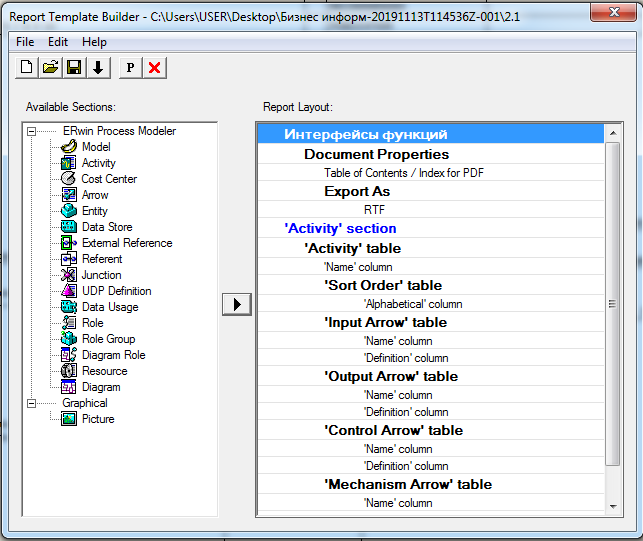 Report Template Builder - C:\Users\USER\Desktop\Бизнес информ-20191113T114536Z-001\2.1
File Edit Help
P
Available Sections:
ERwin Process Modeler
Model
Activity
Cost Center
Arrow
Entity
Data Store
External Reference
Referent
Junction
UDP Definition
Data Usage
Role
Role Group
Diagram Role
Resource
Diagram
Graphical
Picture
Report Layout:
Интерфейсы функций
Document Properties
Table of Contents / Index for PDF
Export As
RTF
'Activity' section
'Activity' table
'Name' column
'Sort Order' table
'Alphabetical' column
'Input Arrow' table
'Name' column
'Definition' column
'Output Arrow' table
'Name' column
'Definition' column
'Control Arrow' table
'Name' column
'Definition' column
'Mechanism Arrow' table
'Name' column